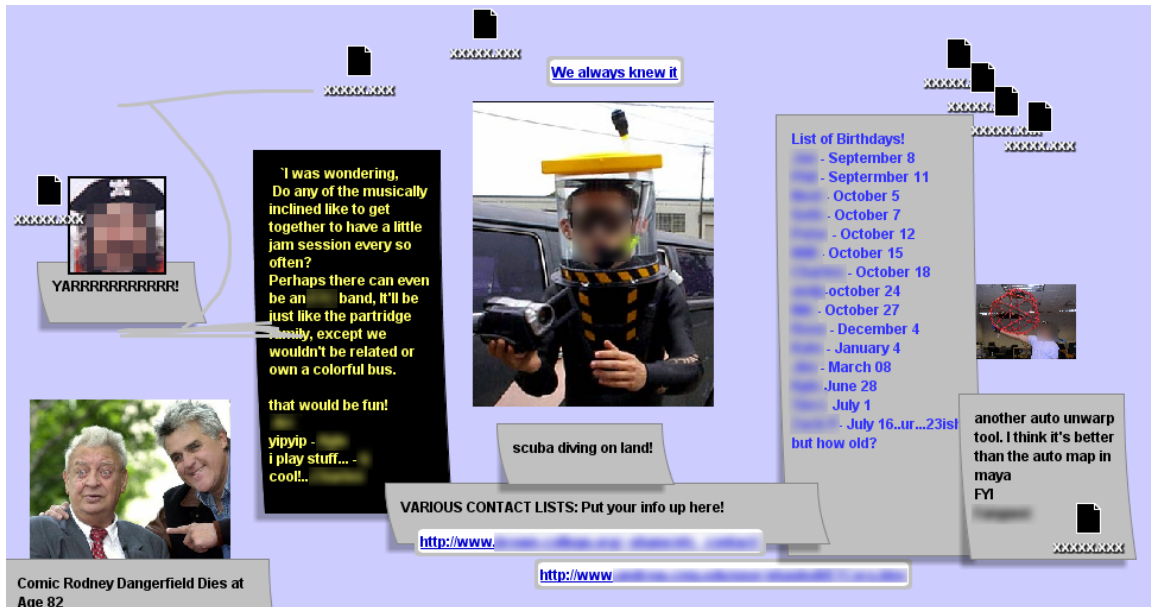 xxxxx.xxx
xxxxx.xxx
We always knew it
xxxxx.xxx
xxxxx.xxx
xxxxx.xxx
xxxxx.xxx
xxxxx.xxx
YARRRRRRRRRRR!
`I was wondering,
Do any of the musically
inclined like to get
together to have a little
jam session every so
often?
Perhaps there can even
be an band, It'll be
just like the partridge
family, except we
wouldn't be related or
own a colorful bus.
that would be fun!
yipyip -
i play stuff... -
cool!..
scuba diving on land!
List of Birthdays!
- September 8
- Septermber 11
- October 5
- October 7
- October 12
- October 15
- October 18
-october 24
- October 27
- December 4
- January 4
- March 08
June 28
July 1
- July 16..ur...23ish
but how old?
another auto unwarp
tool. I think it's better
than the auto map in
maya
FYI
xxxxx.xxx
VARIOUS CONTACT LISTS: Put your info up here!
http://www.
http://www
Comic Rodney Dangerfield Dies at
Age 82